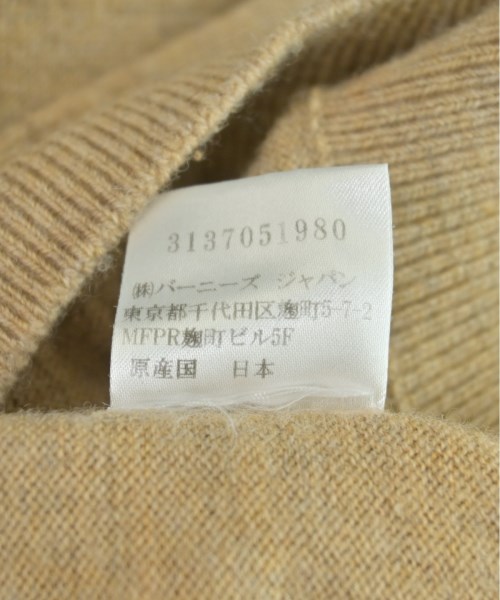 3137051980
㈱バーニーズ ジャパン
東京都千代田区麹町5-7-2
MFPR麹町ビル5F
原産国 日本